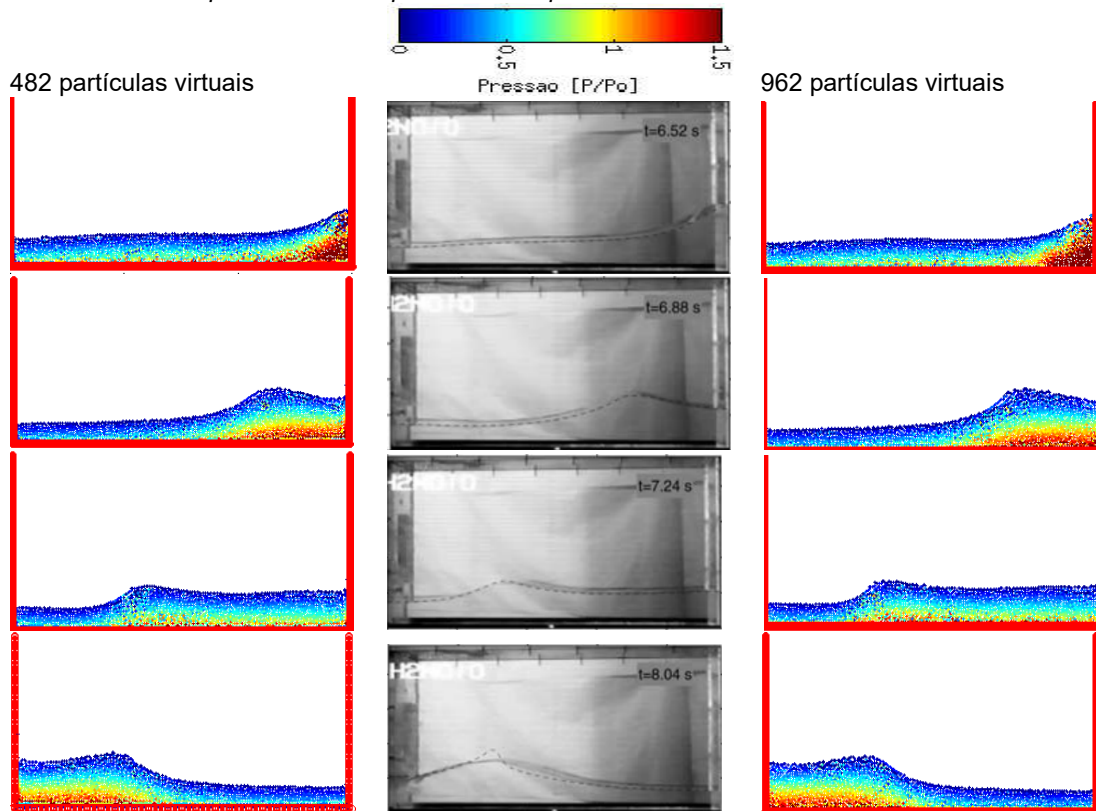 0
0,5
1
1,5
482 partículas virtuais
Pressao [P/Po]
962 partículas virtuais
t=6.52 s
t=6.88 s
t=7.24 s
t=8.04 s